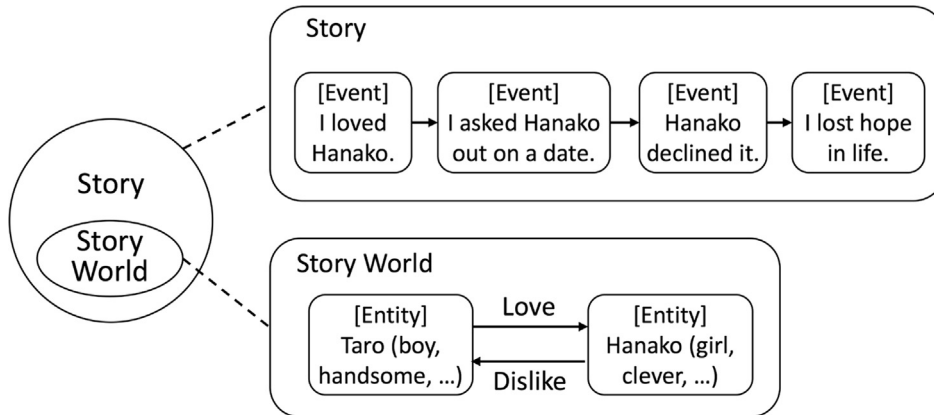 Story
[Event]
I loved
Hanako.
[Event]
I asked Hanako
out on a date.
[Event]
Hanako
declined it.
[Event]
I lost hope
in life.
Story
Story
World
Story World
[Entity]
Taro (boy,
handsome, ...)
Love
Dislike
[Entity]
Hanako (girl,
clever, ...)